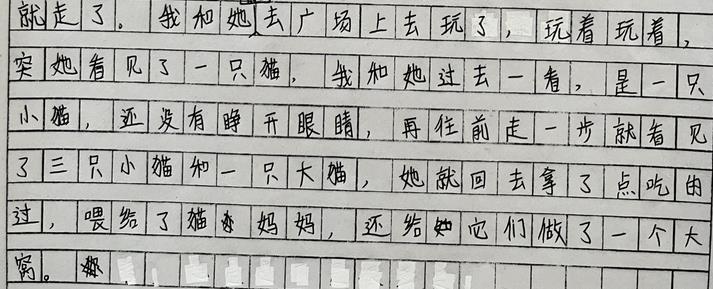 就走了。我和她去广场上去玩了，玩着玩着，
突她看见了一只猫，我和她过去一看，是一只
小猫，还没有睁开眼睛，再往前走一步就看见
了三只小猫和一只大猫，她就回去拿了点吃的
过，喂给了猫妈妈，还给它们做了一个大
窝。